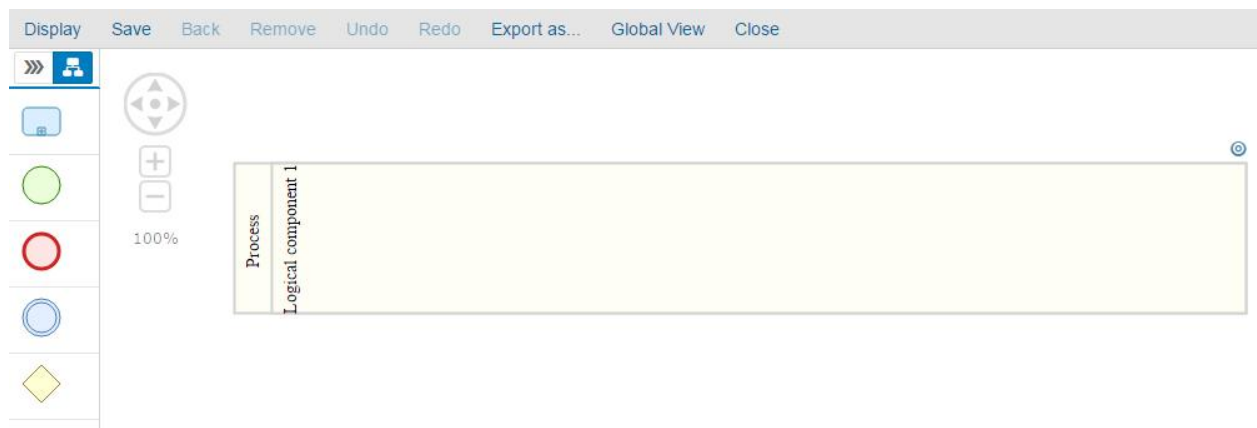 Display Save Back Remove Undo Redo Export as... Global View Close
100%
Process
Logical component 1